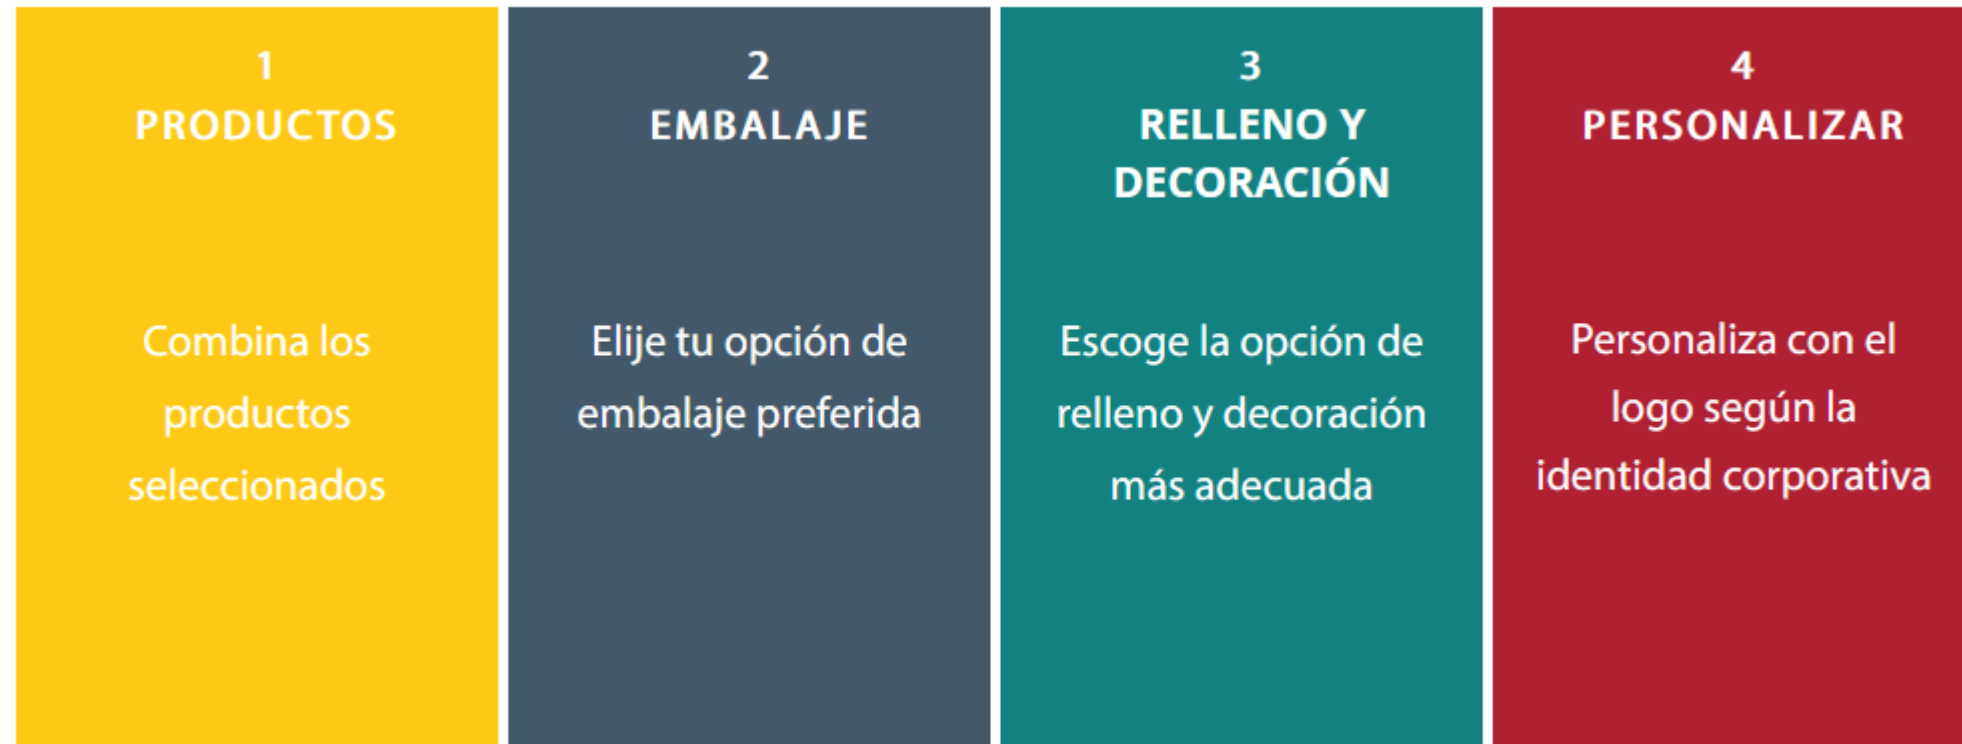 1
PRODUCTOS
Combina los
productos
seleccionados
2
EMBALAJE
Elije tu opción de
embalaje preferida
3
RELLENO Y
DECORACIÓN
Escoge la opción de
relleno y decoración
más adecuada
4
PERSONALIZAR
Personaliza con el
logo según la
identidad corporativa